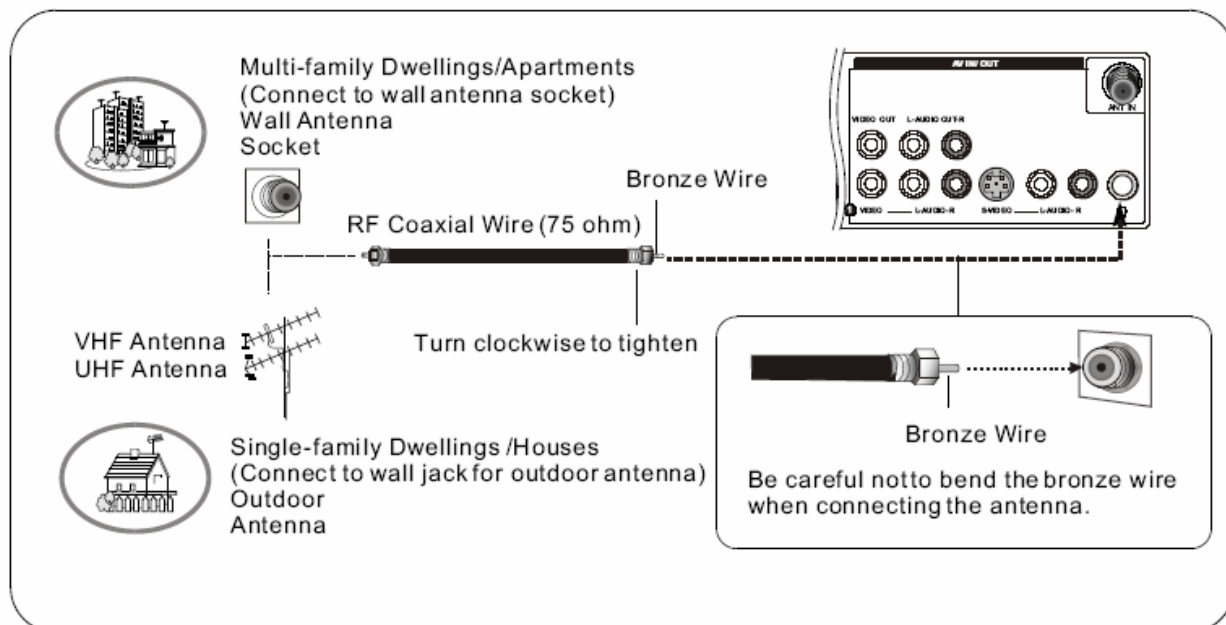 Multi-family Dwellings/Apartments
(Connect to wall antenna socket)
Wall Antenna
Socket
AV IN/OUT
ANT IN
VIDEO OUT L-AUDIO OUT-R
VIDEO L-AUDIO-R S-VIDEO L-AUDIO-R
Bronze Wire
RF Coaxial Wire (75 ohm)
VHF Antenna
UHF Antenna
Turn clockwise to tighten
Bronze Wire
Be careful not to bend the bronze wire
when connecting the antenna.
Single-family Dwellings /Houses
(Connect to wall jack for outdoor antenna)
Outdoor
Antenna